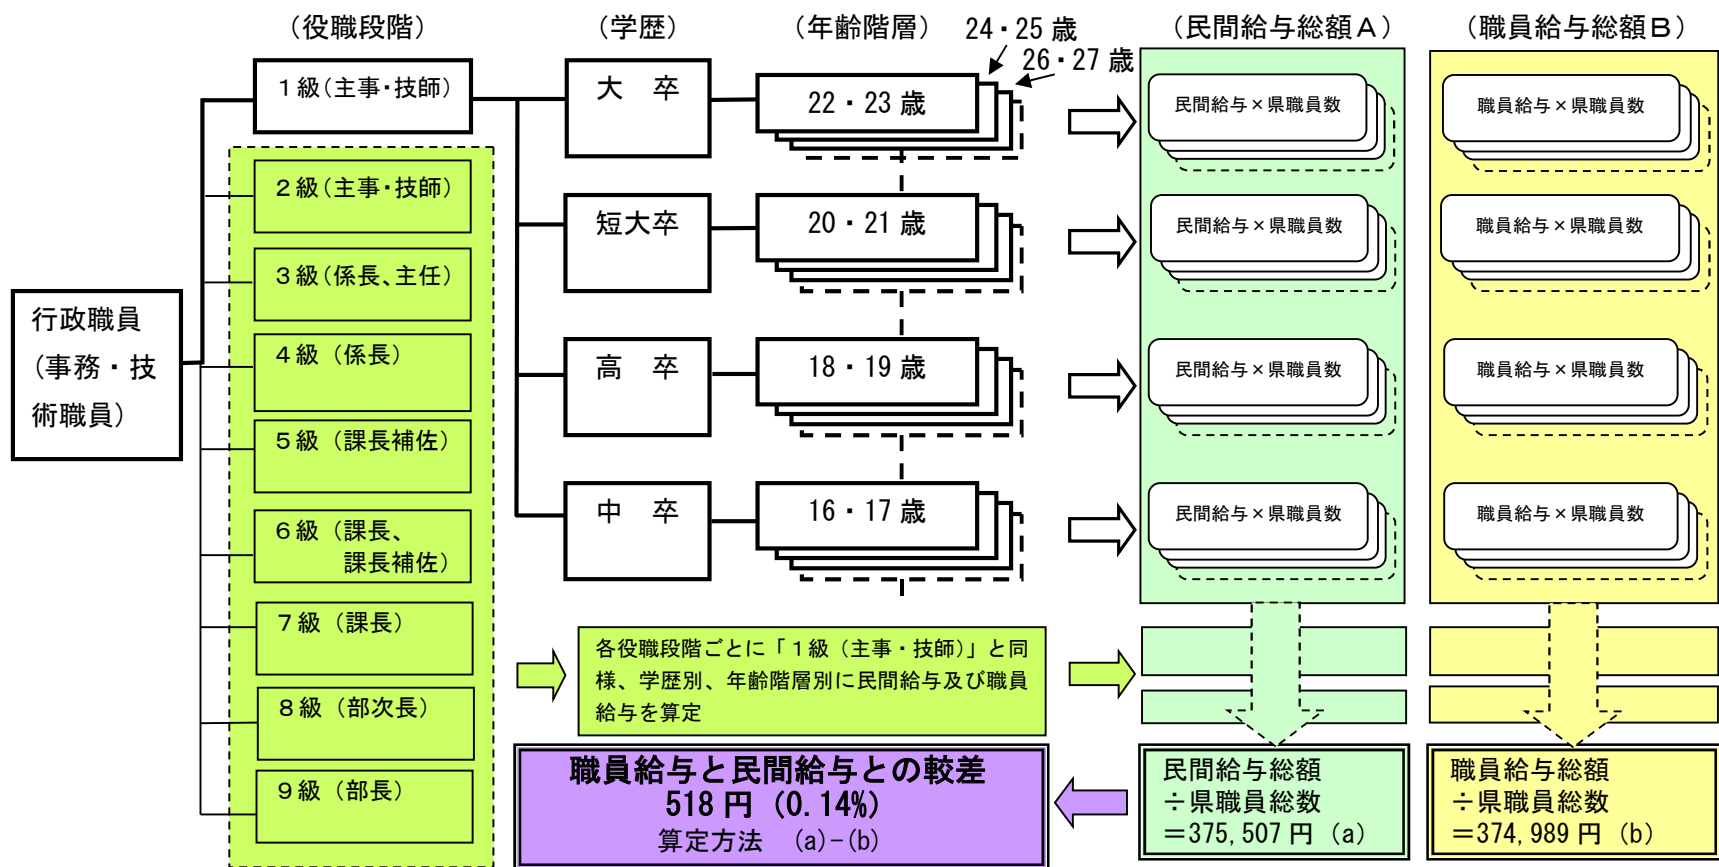 （役職段階）
（学歴）
（年齢階層）
24・25 歳
26・27 歳
（民間給与総額Ａ）
（職員給与総額Ｂ）
１級（主事・技師）
２級（主事・技師）
３級（係長、主任）
４級（係長）
５級（課長補佐）
６級（課長、
課長補佐）
７級（課長）
８級（部次長）
９級（部長）
行政職員
（事務・技
術職員）
大　卒
22・23 歳
民間給与×県職員数
職員給与×県職員数
短大卒
20・21 歳
民間給与×県職員数
職員給与×県職員数
高　卒
18・19 歳
民間給与×県職員数
職員給与×県職員数
中　卒
16・17 歳
民間給与×県職員数
職員給与×県職員数
各役職段階ごとに「１級（主事・技師）」と同
様、学歴別、年齢階層別に民間給与及び職員
給与を算定
職員給与と民間給与との較差
518 円（0.14%）
算定方法　(a)－(b)
民間給与総額
÷県職員総数
＝375,507 円 (a)
職員給与総額
÷県職員総数
＝374,989 円 (b)